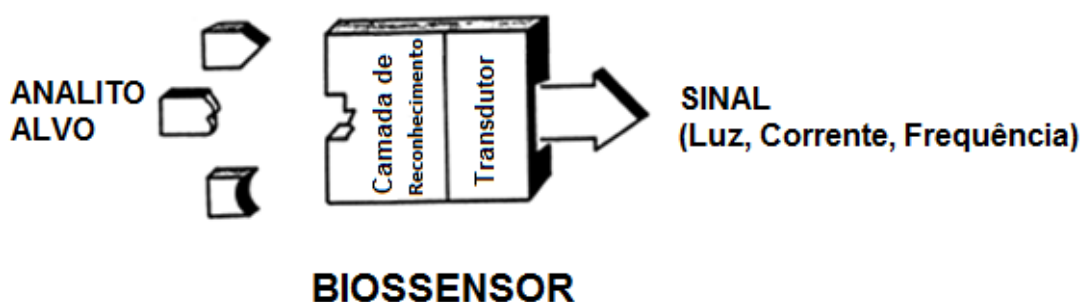 ANALITO
ALVO
Camada de
Reconhecimento
Transdutor
SINAL
(Luz, Corrente, Frequência)
BIOSSENSOR